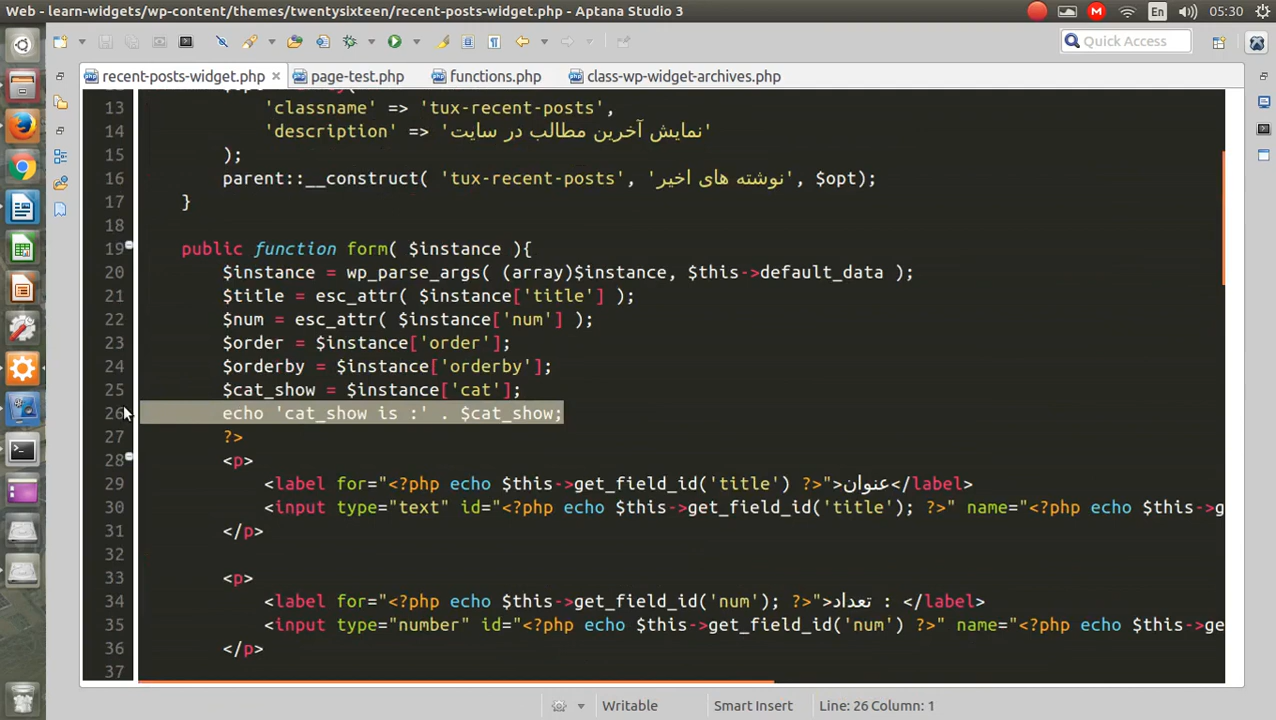 Web - learn-widgets/wp-content/themes/twentysixteen/recent-posts-widget.php - Aptana Studio 3
En
05:30
Quick Access
recent-posts-widget.php
page-test.php
functions.php
class-wp-widget-archives.php
13 'classname' => 'tux-recent-posts',
14 'description' => 'نمایش آخرین مطالب در سایت'
15 );
16 parent::__construct( 'tux-recent-posts', 'نوشته های اخیر', $opt);
17 }
18
19 public function form( $instance ){
20 $instance = wp_parse_args( (array)$instance, $this->default_data );
21 $title = esc_attr( $instance['title'] );
22 $num = esc_attr( $instance['num'] );
23 $order = $instance['order'];
24 $orderby = $instance['orderby'];
25 $cat_show = $instance['cat'];
26 echo 'cat_show is :' . $cat_show;
27 ?>
28 <p>
29 <label for="<?php echo $this->get_field_id('title') ?>">عنوان</label>
30 <input type="text" id="<?php echo $this->get_field_id('title'); ?>" name="<?php echo $this->g
31 </p>
32
33 <p>
34 <label for="<?php echo $this->get_field_id('num'); ?>">تعداد : </label>
35 <input type="number" id="<?php echo $this->get_field_id('num') ?>" name="<?php echo $this->ge
36 </p>
37
Writable
Smart Insert
Line: 26 Column: 1